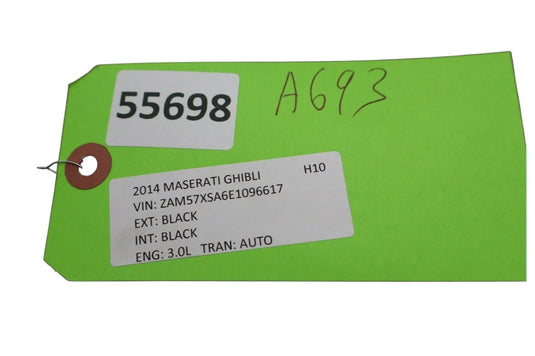 55698
A693
2014 MASERATI GHIBLI H10
VIN: ZAM57XSA6E1096617
EXT: BLACK
INT: BLACK
ENG: 3.0L TRAN: AUTO